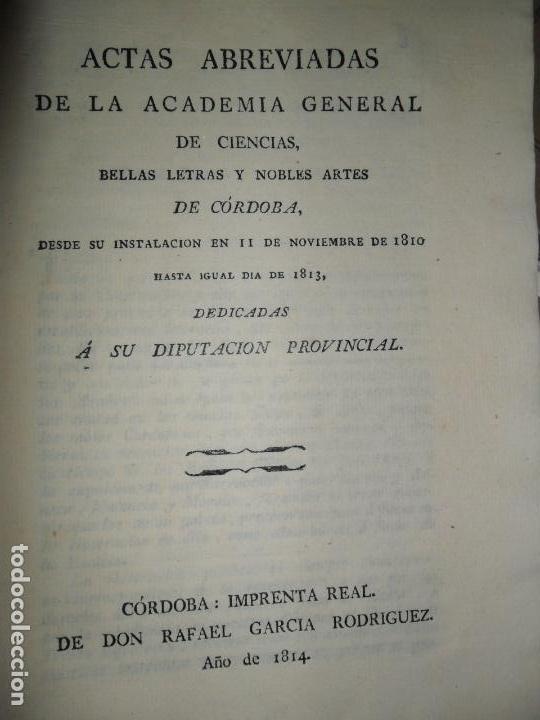 ACTAS ABREVIADAS
DE LA ACADEMIA GENERAL
DE CIENCIAS,
BELLAS LETRAS Y NOBLES ARTES
DE CÓRDOBA,
DESDE SU INSTALACION EN 11 DE NOVIEMBRE DE 1810
HASTA IGUAL DIA DE 1813,
DEDICADAS
Á SU DIPUTACION PROVINCIAL.
CÓRDOBA: IMPRENTA REAL.
DE DON RAFAEL GARCIA RODRIGUEZ.
Año de 1814.
todocoleccion